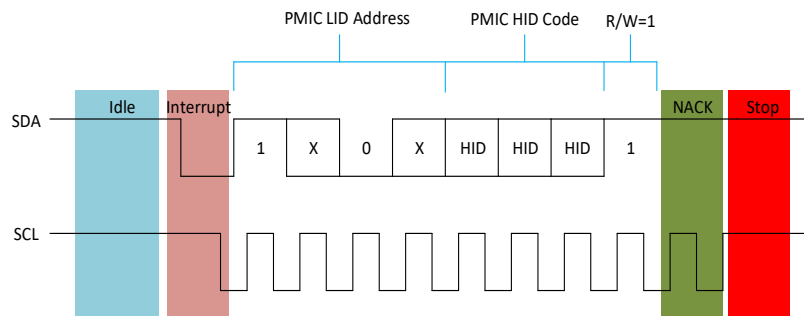 PMIC LID Address PMIC HID Code R/W=1
Idle Interrupt NACK Stop
SDA
1 X 0 X HID HID HID 1
SCL